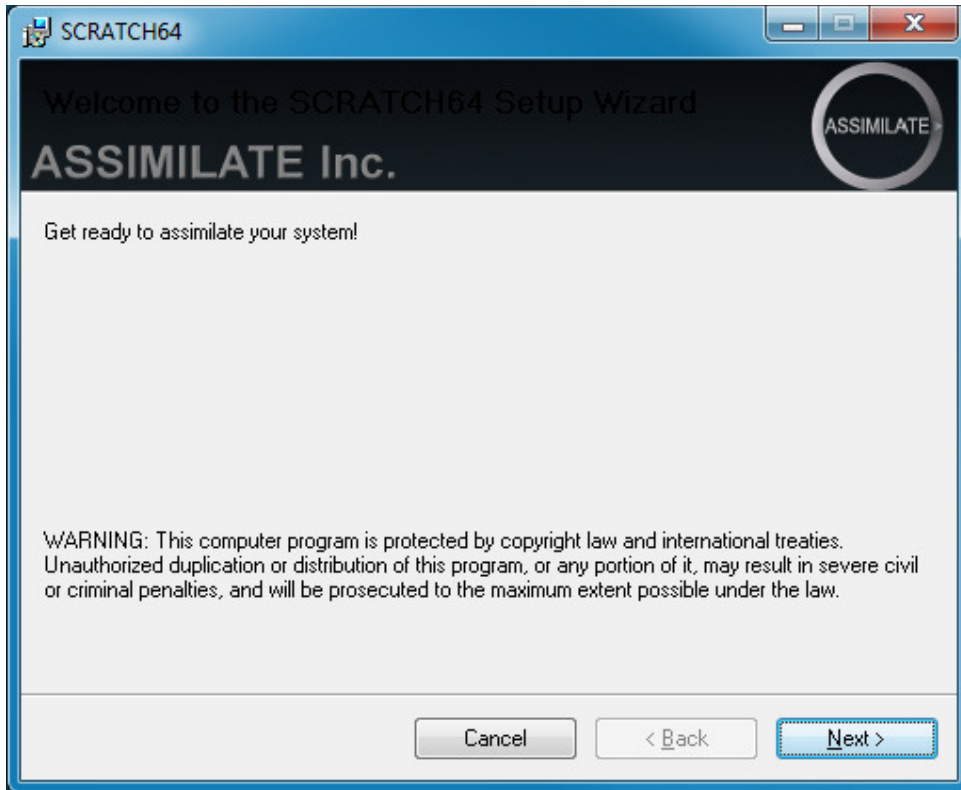 SCRATCH64
Welcome to the SCRATCH64 Setup Wizard
ASSIMILATE Inc.
ASSIMILATE
Get ready to assimilate your system!
WARNING: This computer program is protected by copyright law and international treaties.
Unauthorized duplication or distribution of this program, or any portion of it, may result in severe civil
or criminal penalties, and will be prosecuted to the maximum extent possible under the law.
Cancel
< Back
Next >